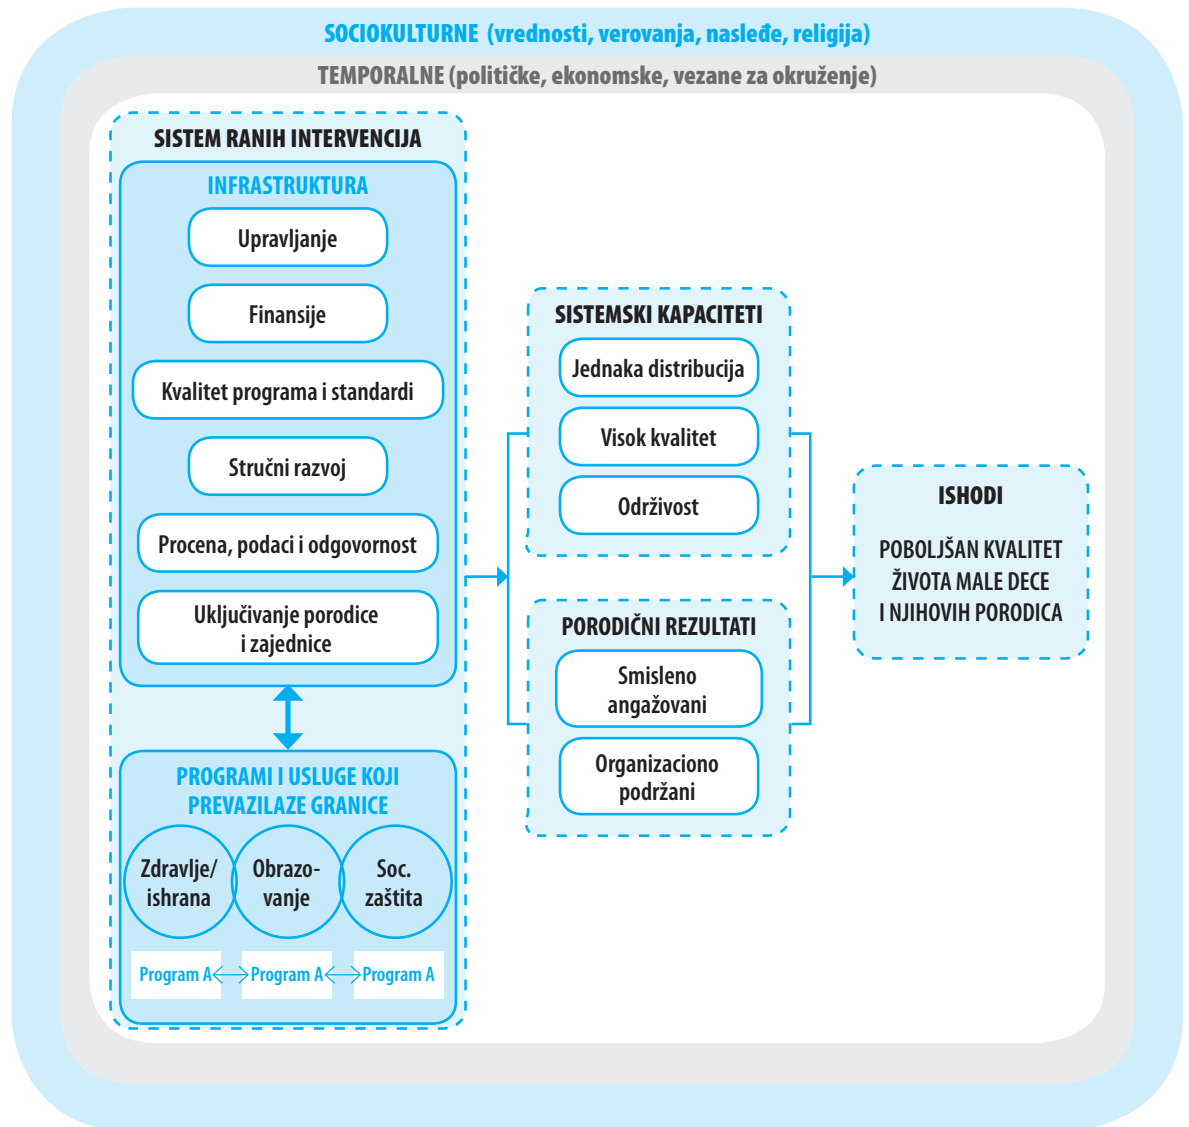 SOCIOKULTURNE (vrednosti, verovanja, nasleđe, religija)
TEMPORALNE (političke, ekonomske, vezane za okruženje)
SISTEM RANIH INTERVENCIJA
INFRASTRUKTURA
Upravljanje
Finansije
Kvalitet programa i standardi
Stručni razvoj
Procena, podaci i odgovornost
Uključivanje porodice
i zajednice
PROGRAMI I USLUGE KOJI
PREVAZILAZE GRANICE
Zdravlje/
ishrana
Obrazo-
vanje
Soc.
zaštita
Program A
Program A
Program A
SISTEMSKI KAPACITETI
Jednaka distribucija
Visok kvalitet
Održivost
PORODIČNI REZULTATI
Smisleno
angažovani
Organizaciono
podržani
ISHODI
POBOLJŠAN KVALITET
ŽIVOTA MALE DECE
I NJIHOVIH PORODICA